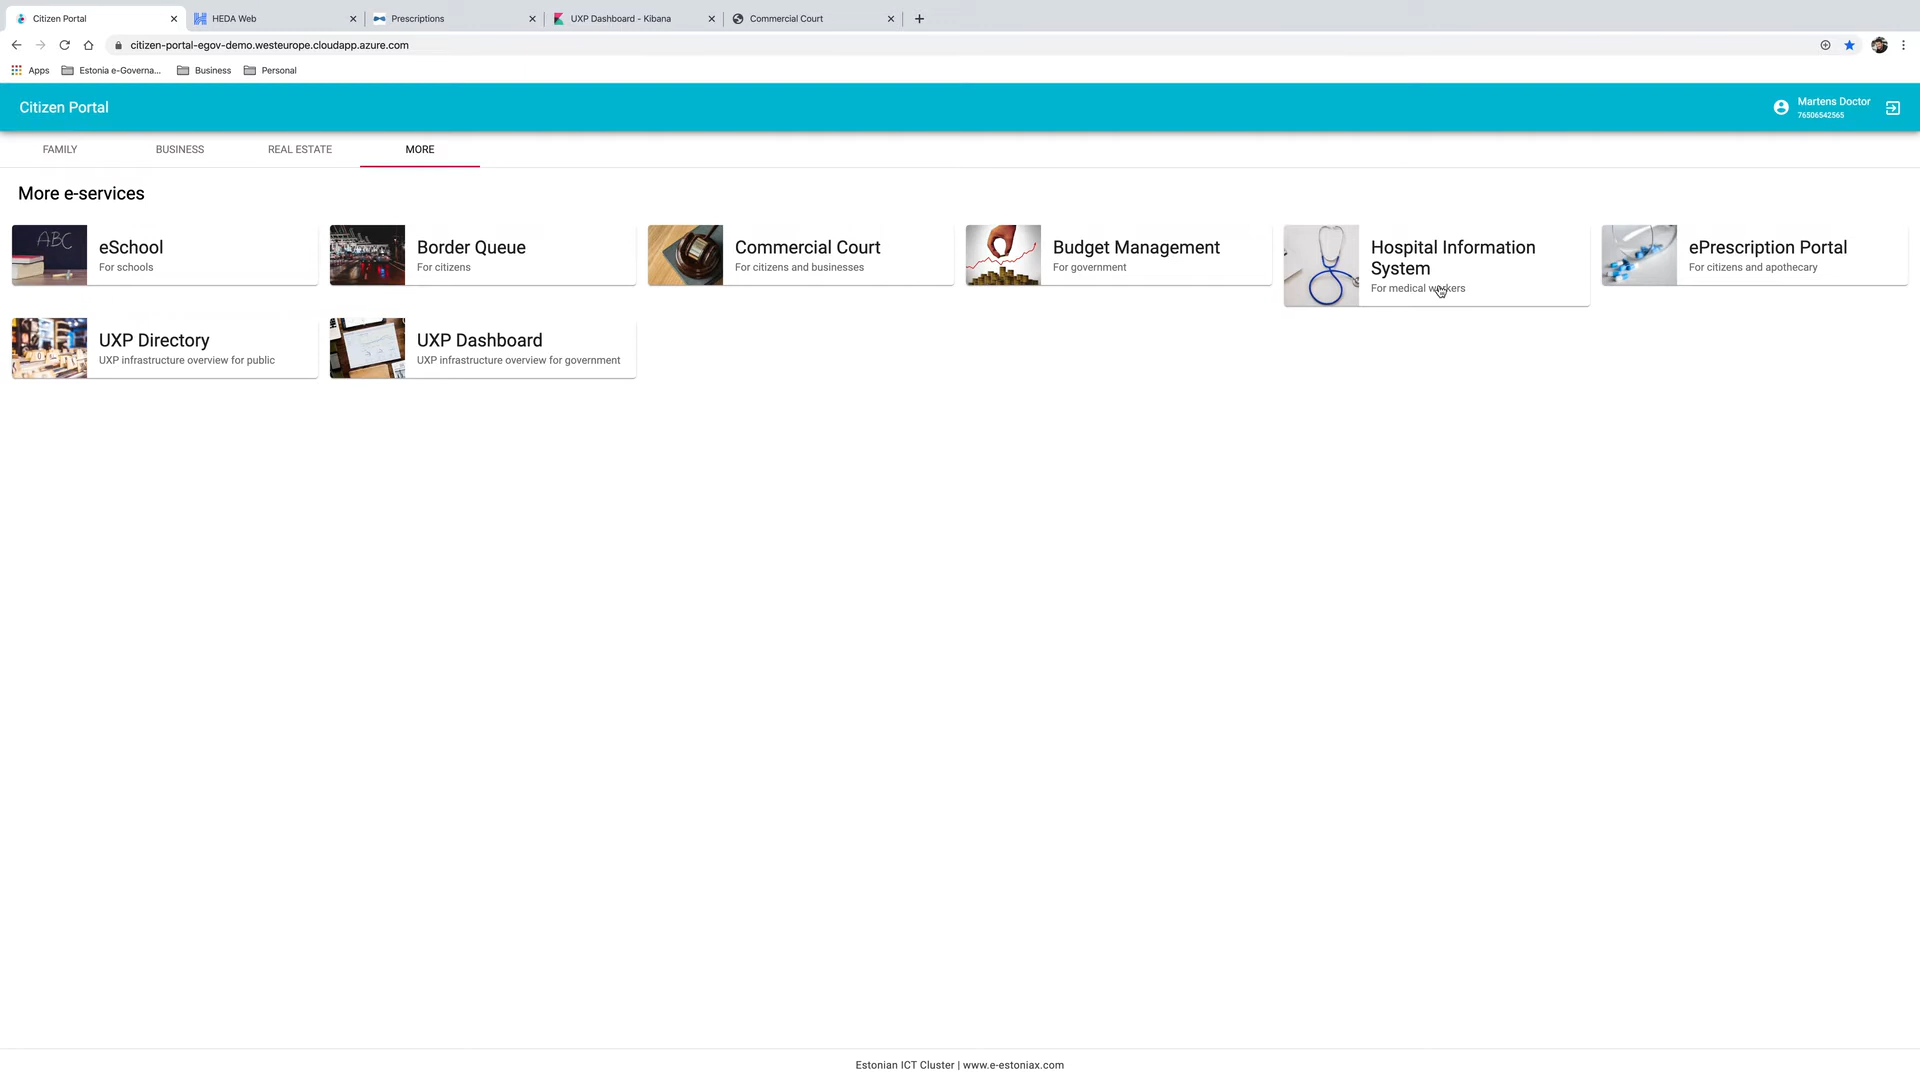 Citizen Portal
HEDA Web
Prescriptions
UXP Dashboard - Kibana
Commercial Court
citizen-portal-egov-demo.westeurope.cloudapp.azure.com
Apps
Estonia e-Governa...
Business
Personal
Citizen Portal
Martens Doctor
76506542565
FAMILY
BUSINESS
REAL ESTATE
MORE
More e-services
ABC
eSchool
For schools
Border Queue
For citizens
Commercial Court
For citizens and businesses
Budget Management
For government
Hospital Information
System
For medical workers
ePrescription Portal
For citizens and apothecary
UXP Directory
UXP infrastructure overview for public
UXP Dashboard
UXP infrastructure overview for government
Estonian ICT Cluster | www.e-estoniax.com